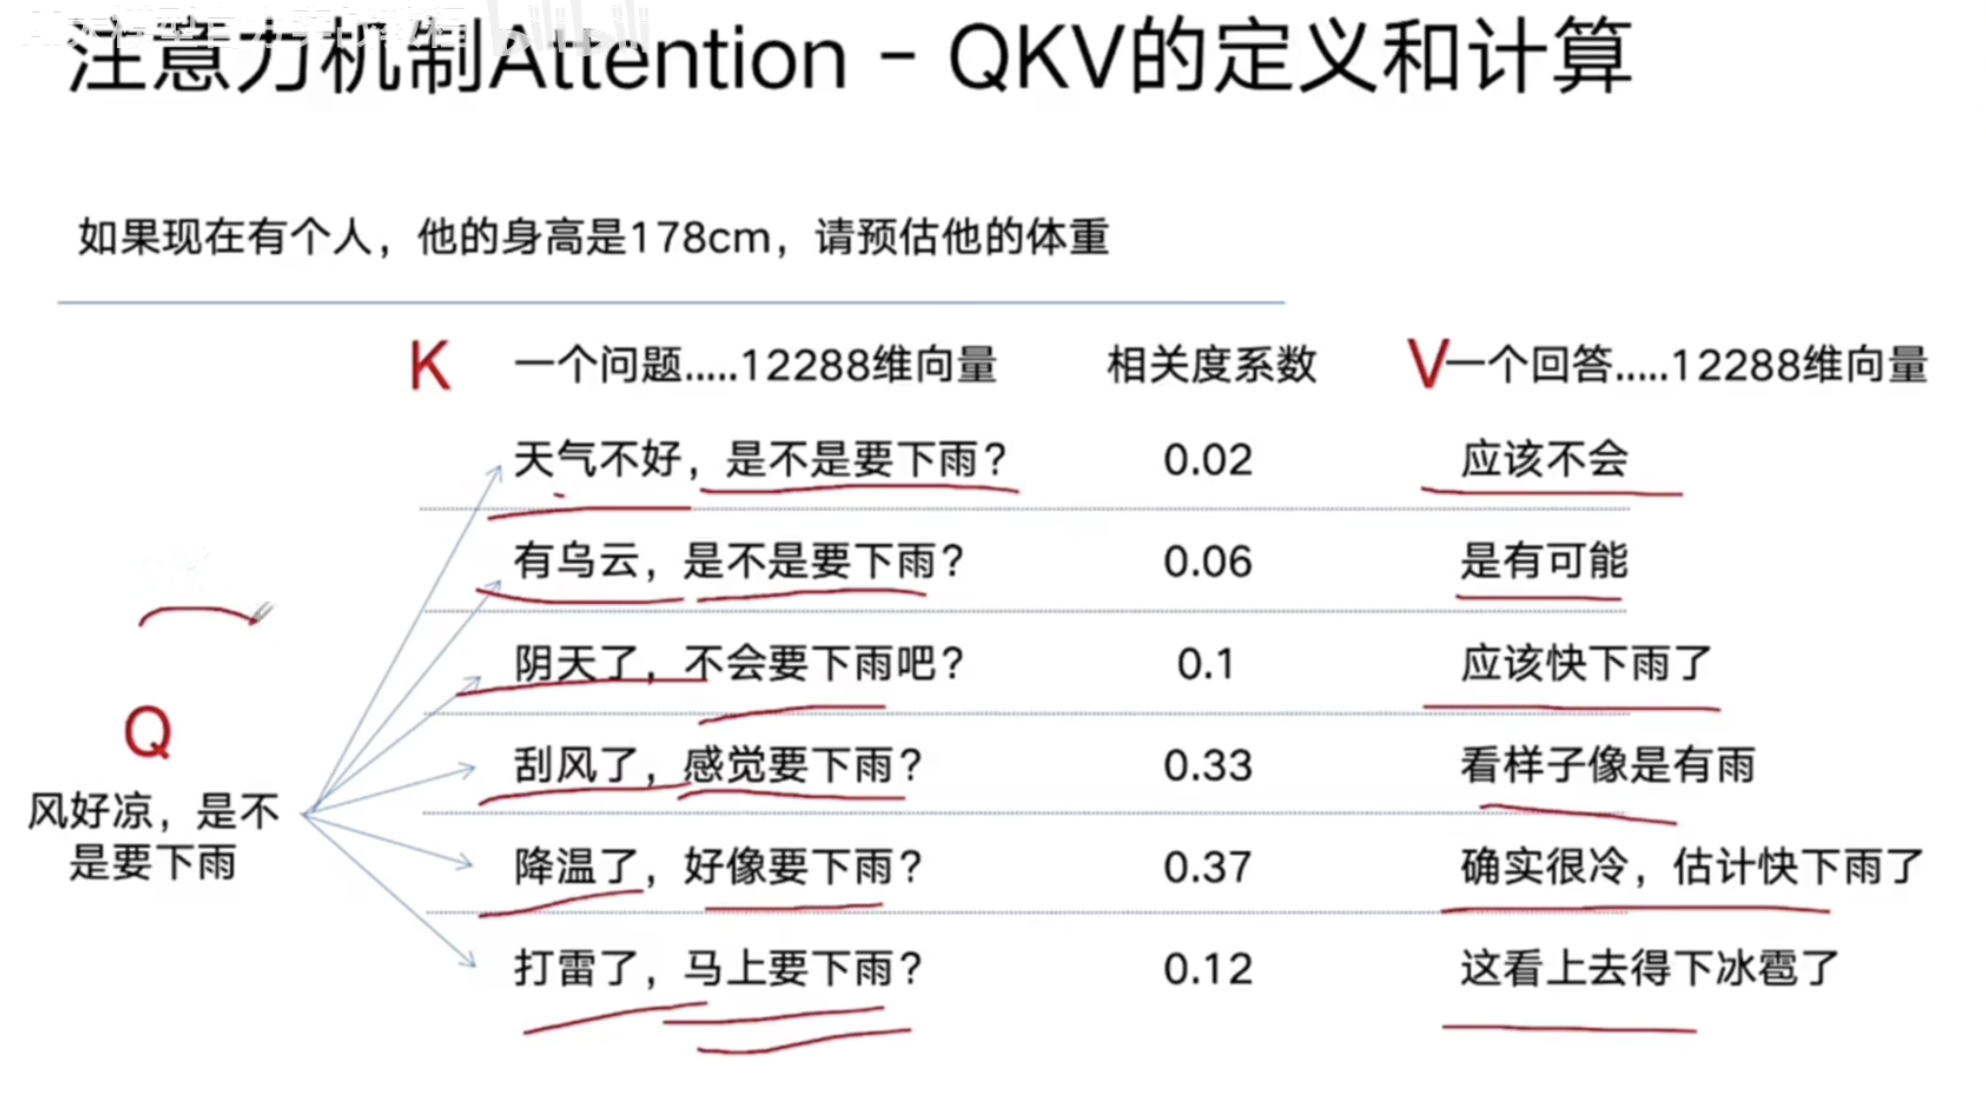 注意力机制Attention - QKV的定义和计算
如果现在有个人，他的身高是178cm，请预估他的体重
K 一个问题.....12288维向量 相关度系数 V一个回答.....12288维向量
天气不好，是不是要下雨？ 0.02 应该不会
有乌云，是不是要下雨？ 0.06 是有可能
阴天了，不会要下雨吧？ 0.1 应该快下雨了
Q
刮风了，感觉要下雨？ 0.33 看样子像是有雨
风好凉，是不
是要下雨
降温了，好像要下雨？ 0.37 确实很冷，估计快下雨了
打雷了，马上要下雨？ 0.12 这看上去得下冰雹了